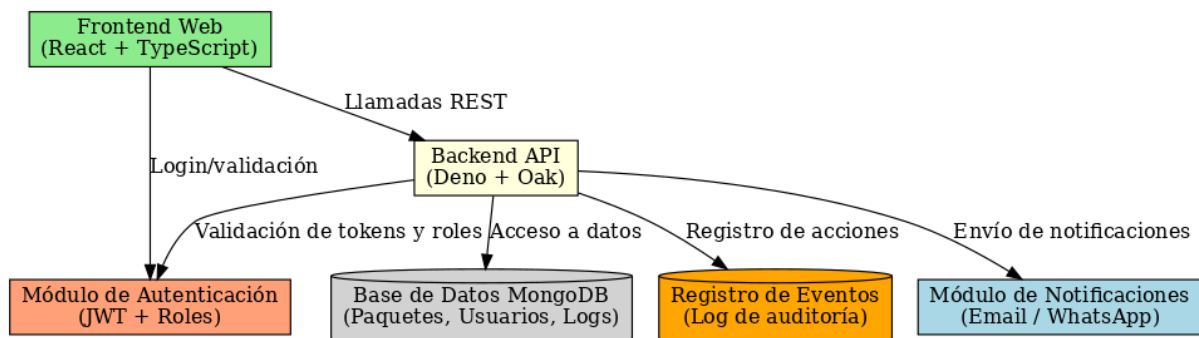 Frontend Web
(React + TypeScript)
Llamadas REST
Backend API
(Deno + Oak)
Login/validación
Validación de tokens y roles
Acceso a datos
Registro de acciones
Envío de notificaciones
Módulo de Autenticación
(JWT + Roles)
Base de Datos MongoDB
(Paquetes, Usuarios, Logs)
Registro de Eventos
(Log de auditoría)
Módulo de Notificaciones
(Email / WhatsApp)